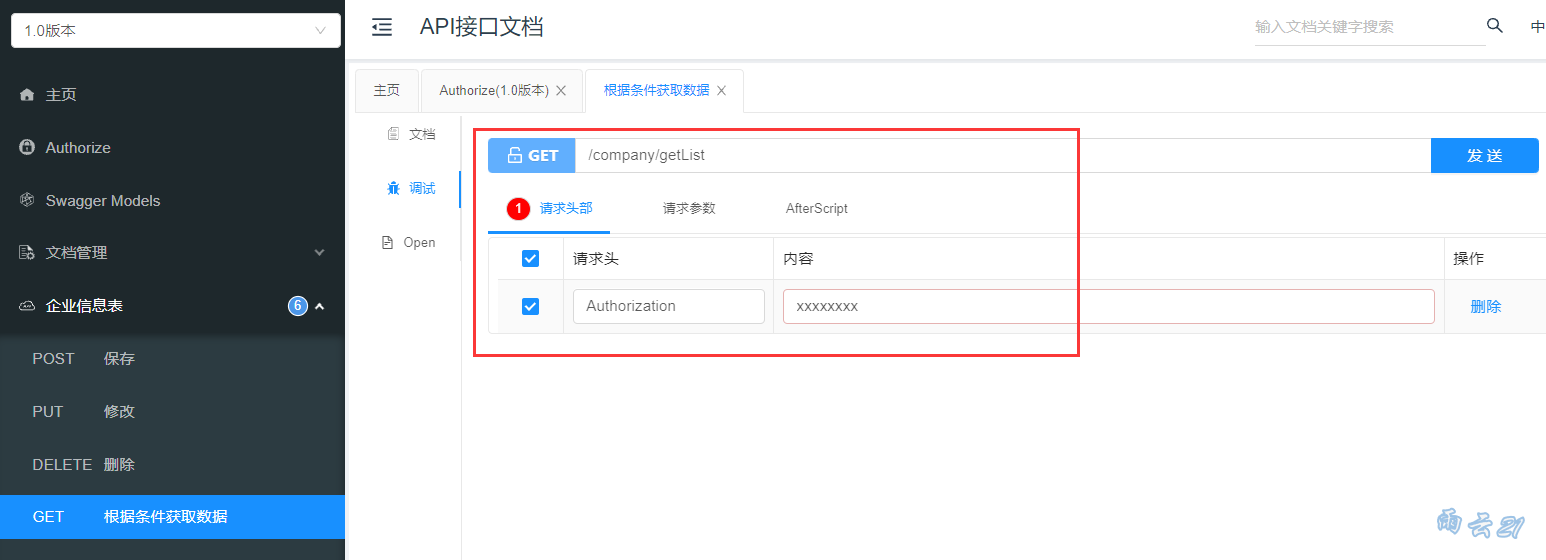 1.0版本
主页
Authorize
Swagger Models
文档管理
企业信息表 6
POST 保存
PUT 修改
DELETE 删除
GET 根据条件获取数据
API接口文档
输入文档关键字搜索
中
主页
Authorize(1.0版本)
根据条件获取数据
文档
调试
Open
GET /company/getList 发 送
1 请求头部 请求参数 AfterScript
请求头 内容 操作
Authorization xxxxxxxx 删除
雨云21